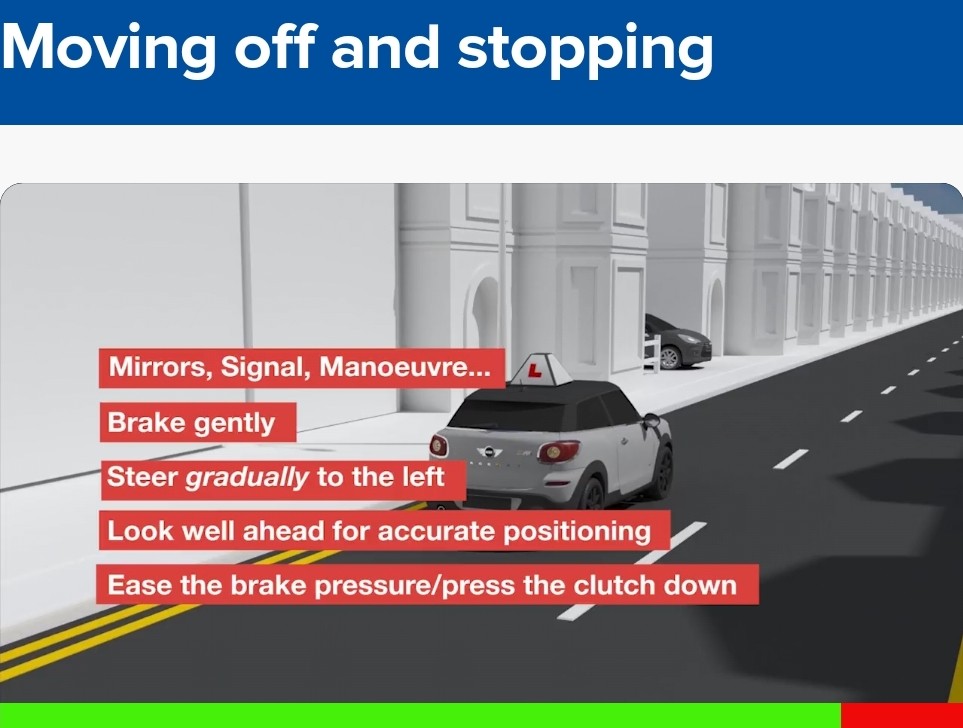 Moving off and stopping
Mirrors, Signal, Manoeuvre...
L
Brake gently
Steer gradually to the left
Look well ahead for accurate positioning
Ease the brake pressure/press the clutch down